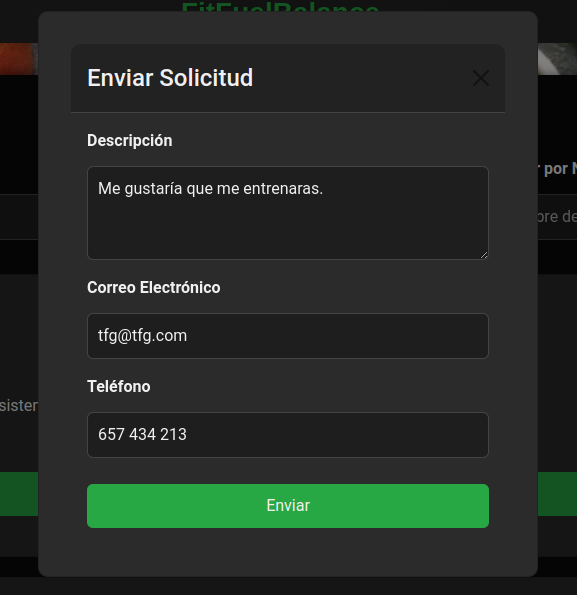 FitFuelBalance
Enviar Solicitud
Descripción
Me gustaría que me entrenaras.
Correo Electrónico
tfg@tfg.com
Teléfono
657 434 213
Enviar
por N
bre de
sister